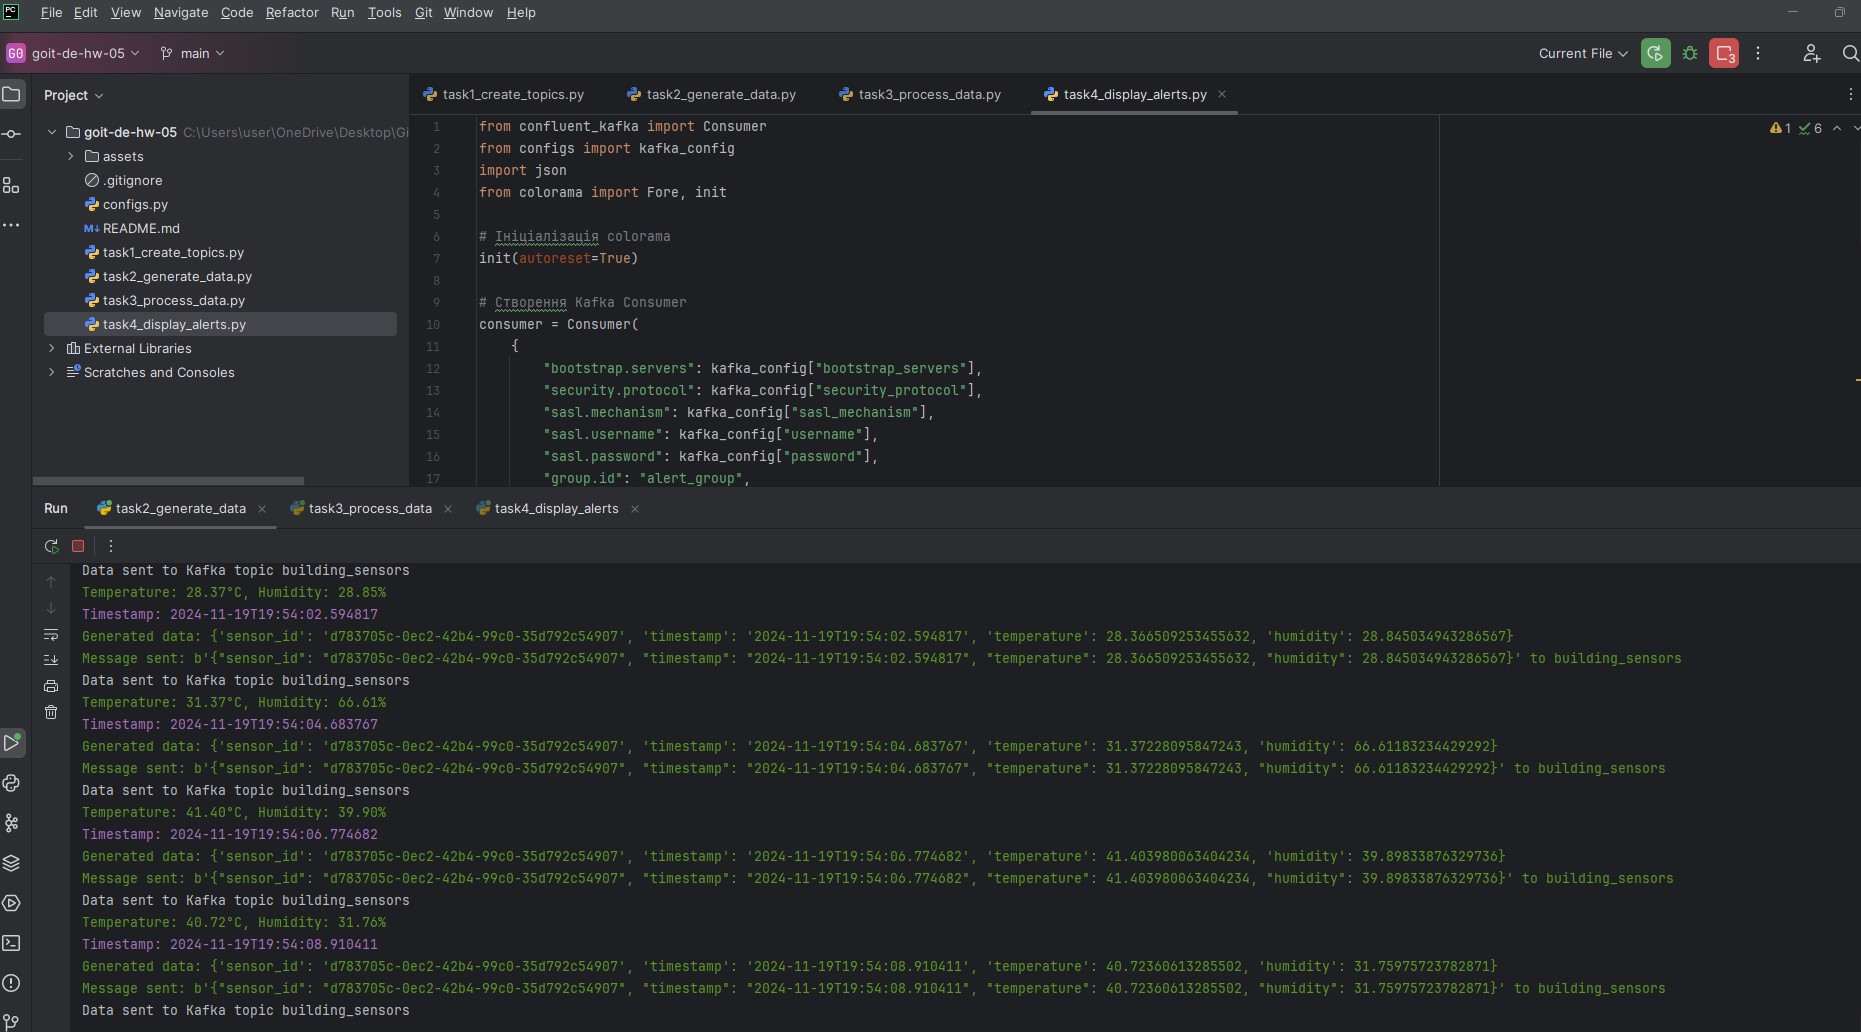 PC File Edit View Navigate Code Refactor Run Tools Git Window Help
GO goit-de-hw-05 main Current File 3
Project
task1_create_topics.py task2_generate_data.py task3_process_data.py task4_display_alerts.py
goit-de-hw-05 C:\Users\user\OneDrive\Desktop\Gi
assets
.gitignore
configs.py
M↓ README.md
task1_create_topics.py
task2_generate_data.py
task3_process_data.py
task4_display_alerts.py
External Libraries
Scratches and Consoles
1 6
1 from confluent_kafka import Consumer
2 from configs import kafka_config
3 import json
4 from colorama import Fore, init
5
6 # Ініціалізація colorama
7 init(autoreset=True)
8
9 # Створення Kafka Consumer
10 consumer = Consumer(
11 {
12 "bootstrap.servers": kafka_config["bootstrap_servers"],
13 "security.protocol": kafka_config["security_protocol"],
14 "sasl.mechanism": kafka_config["sasl_mechanism"],
15 "sasl.username": kafka_config["username"],
16 "sasl.password": kafka_config["password"],
17 "group.id": "alert_group",
Run task2_generate_data task3_process_data task4_display_alerts
Data sent to Kafka topic building_sensors
Temperature: 28.37°C, Humidity: 28.85%
Timestamp: 2024-11-19T19:54:02.594817
Generated data: {'sensor_id': 'd783705c-0ec2-42b4-99c0-35d792c54907', 'timestamp': '2024-11-19T19:54:02.594817', 'temperature': 28.366509253455632, 'humidity': 28.845034943286567}
Message sent: b'{"sensor_id": "d783705c-0ec2-42b4-99c0-35d792c54907", "timestamp": "2024-11-19T19:54:02.594817", "temperature": 28.366509253455632, "humidity": 28.845034943286567}' to building_sensors
Data sent to Kafka topic building_sensors
Temperature: 31.37°C, Humidity: 66.61%
Timestamp: 2024-11-19T19:54:04.683767
Generated data: {'sensor_id': 'd783705c-0ec2-42b4-99c0-35d792c54907', 'timestamp': '2024-11-19T19:54:04.683767', 'temperature': 31.37228095847243, 'humidity': 66.61183234429292}
Message sent: b'{"sensor_id": "d783705c-0ec2-42b4-99c0-35d792c54907", "timestamp": "2024-11-19T19:54:04.683767", "temperature": 31.37228095847243, "humidity": 66.61183234429292}' to building_sensors
Data sent to Kafka topic building_sensors
Temperature: 41.40°C, Humidity: 39.90%
Timestamp: 2024-11-19T19:54:06.774682
Generated data: {'sensor_id': 'd783705c-0ec2-42b4-99c0-35d792c54907', 'timestamp': '2024-11-19T19:54:06.774682', 'temperature': 41.403980063404234, 'humidity': 39.89833876329736}
Message sent: b'{"sensor_id": "d783705c-0ec2-42b4-99c0-35d792c54907", "timestamp": "2024-11-19T19:54:06.774682", "temperature": 41.403980063404234, "humidity": 39.89833876329736}' to building_sensors
Data sent to Kafka topic building_sensors
Temperature: 40.72°C, Humidity: 31.76%
Timestamp: 2024-11-19T19:54:08.910411
Generated data: {'sensor_id': 'd783705c-0ec2-42b4-99c0-35d792c54907', 'timestamp': '2024-11-19T19:54:08.910411', 'temperature': 40.72360613285502, 'humidity': 31.75975723782871}
Message sent: b'{"sensor_id": "d783705c-0ec2-42b4-99c0-35d792c54907", "timestamp": "2024-11-19T19:54:08.910411", "temperature": 40.72360613285502, "humidity": 31.75975723782871}' to building_sensors
Data sent to Kafka topic building_sensors